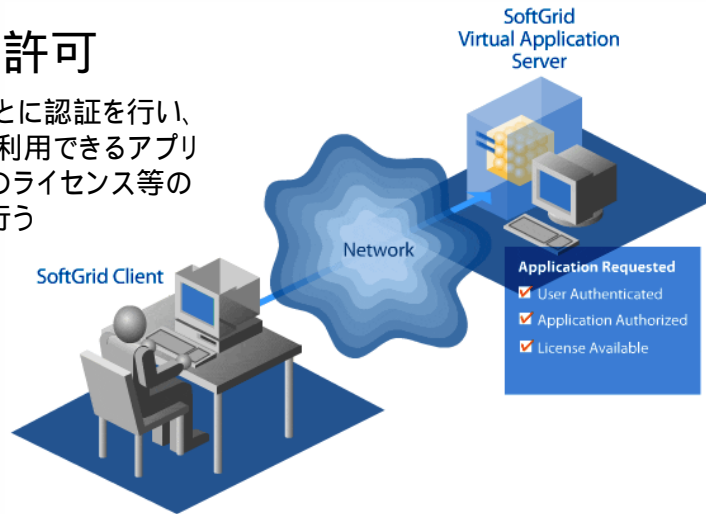 許可
とに認証を行い、
利用できるアプリ
のライセンス等の
行う
SoftGrid
Virtual Application
Server
Network
SoftGrid Client
Application Requested
User Authenticated
Application Authorized
License Available